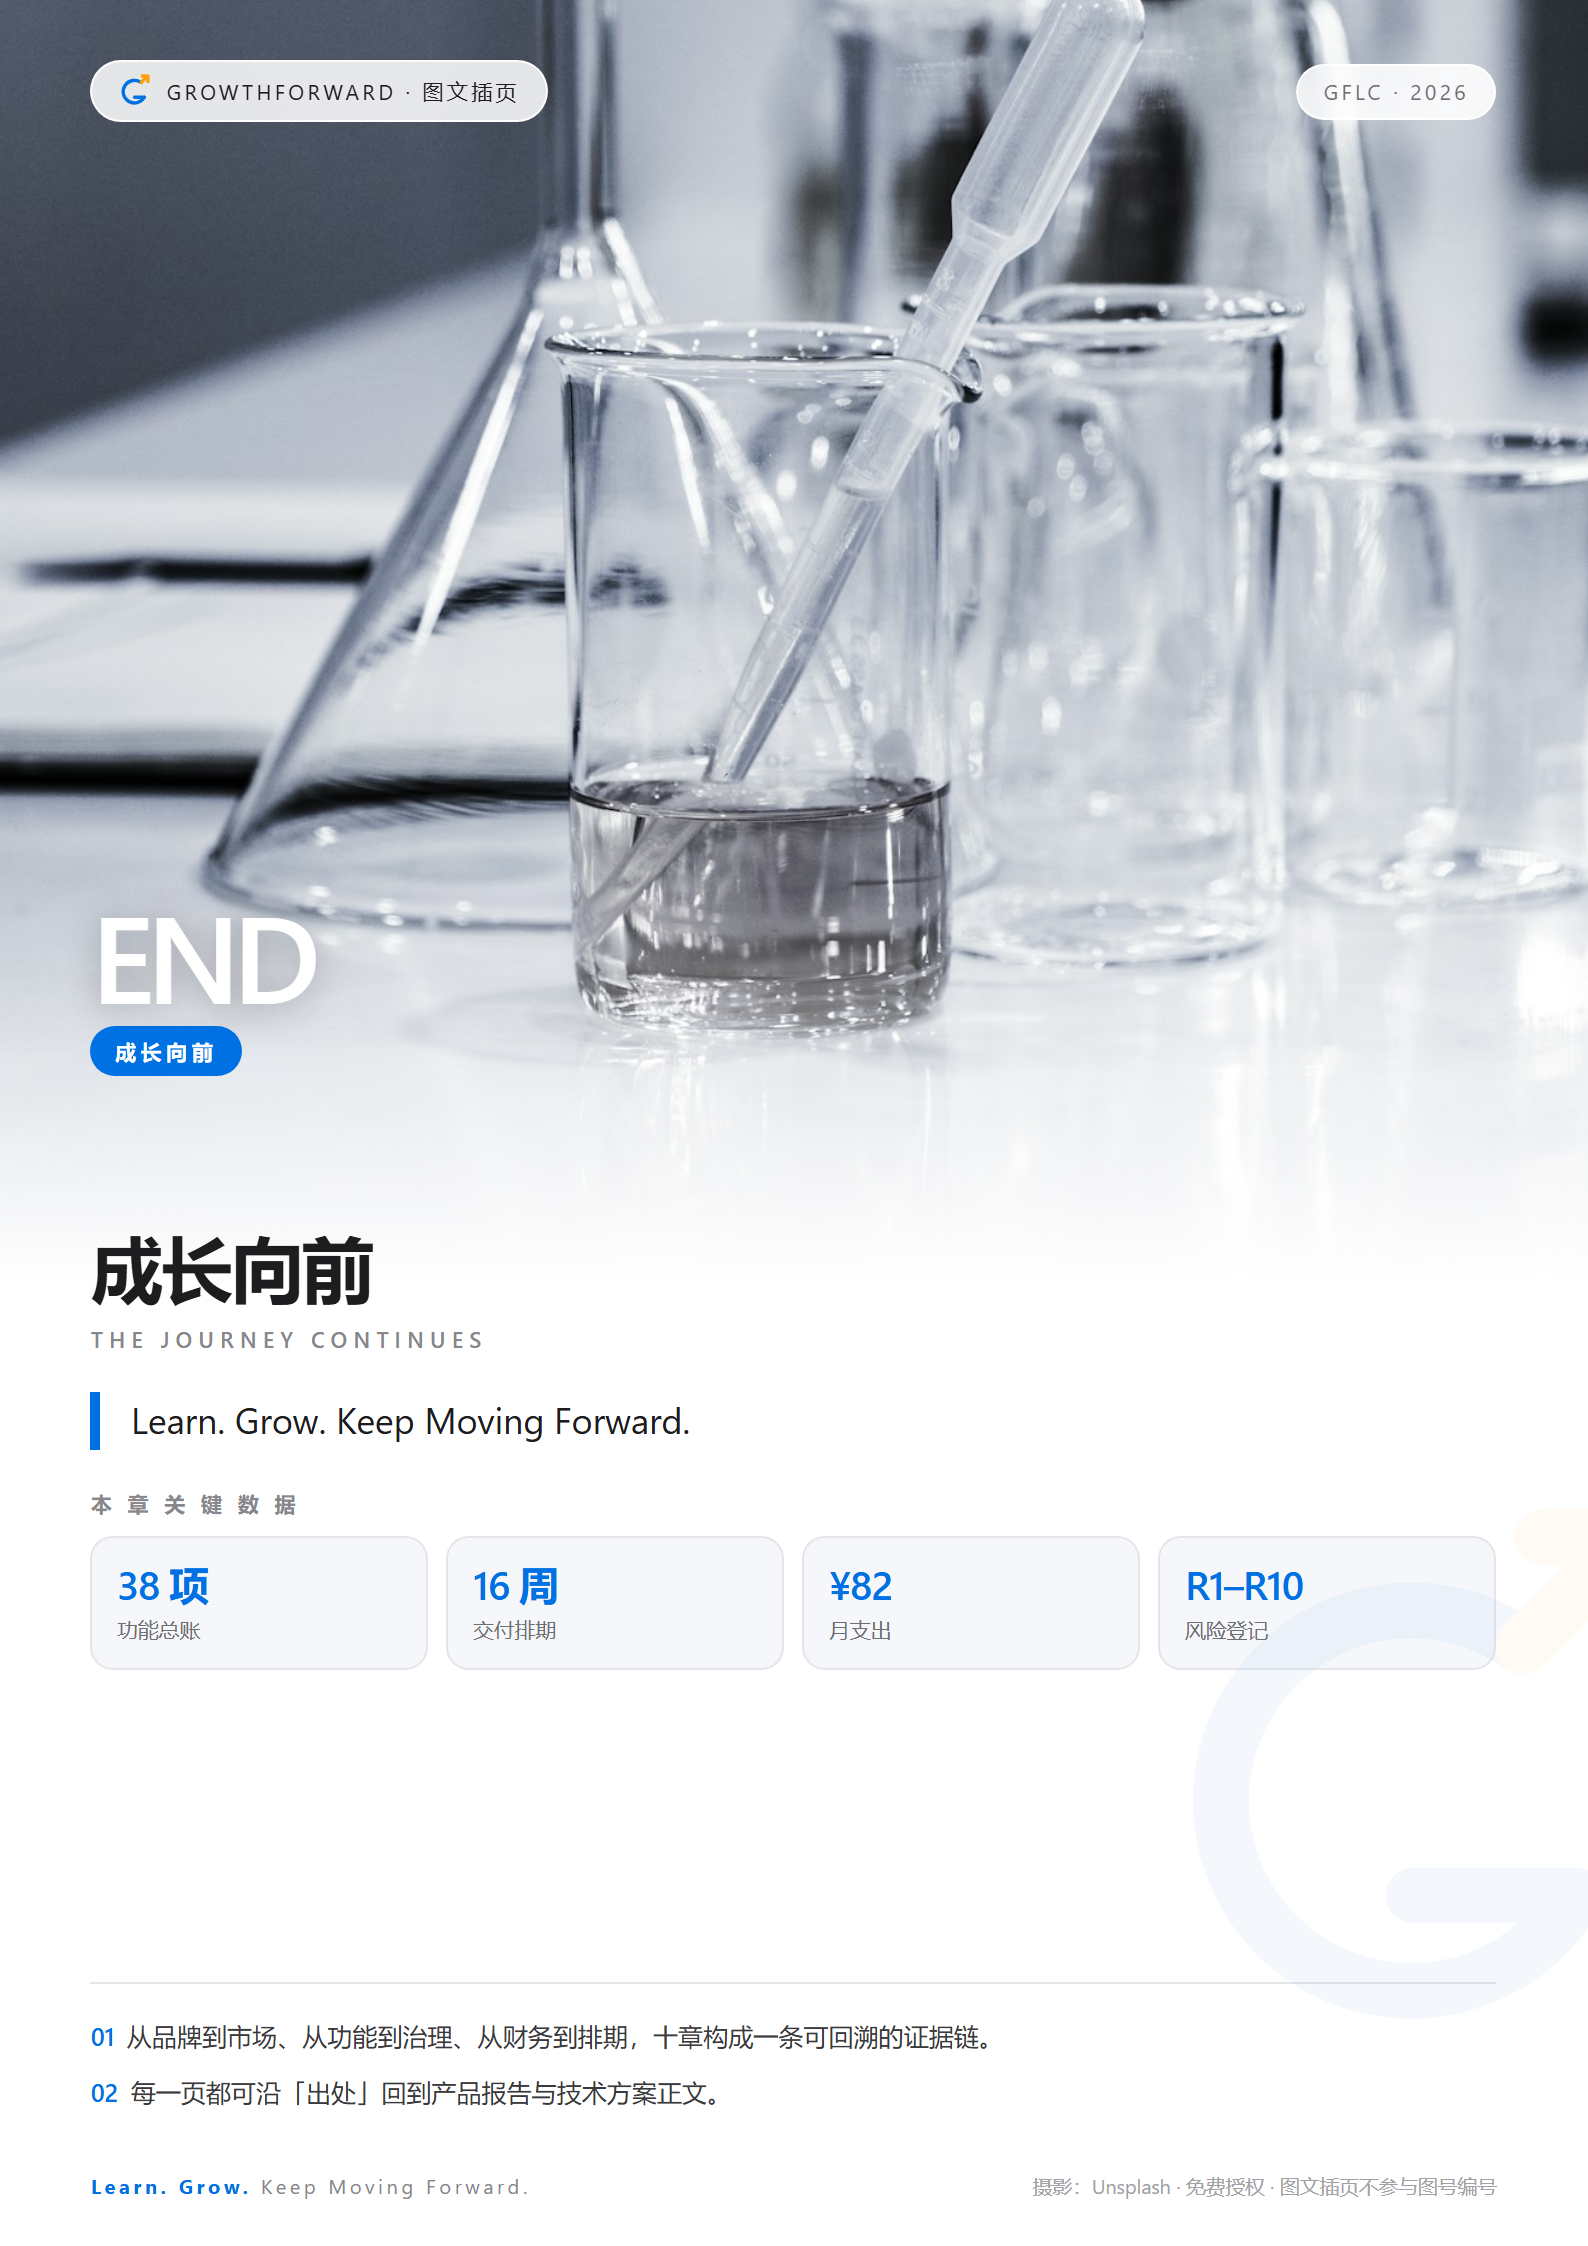 GROWTHFORWARD · 图文插页
GFLC · 2026
END
成长向前
成长向前
THE JOURNEY CONTINUES
Learn. Grow. Keep Moving Forward.
本章关键数据
38 项
功能总账
16 周
交付排期
¥82
月支出
R1–R10
风险登记
01 从品牌到市场、从功能到治理、从财务到排期，十章构成一条可回溯的证据链。
02 每一页都可沿「出处」回到产品报告与技术方案正文。
Learn. Grow. Keep Moving Forward.
摄影：Unsplash · 免费授权 · 图文插页不参与图号编号